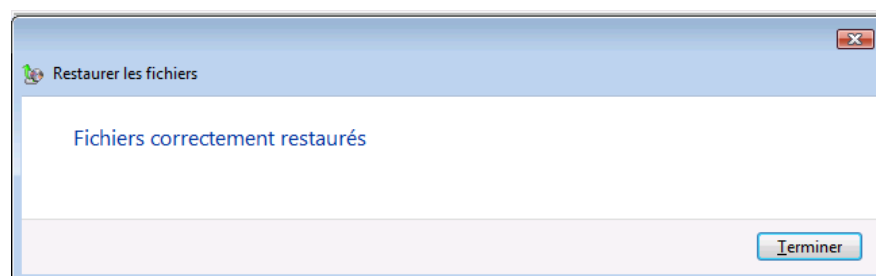 Restaurer les fichiers
Fichiers correctement restaurés
Terminer